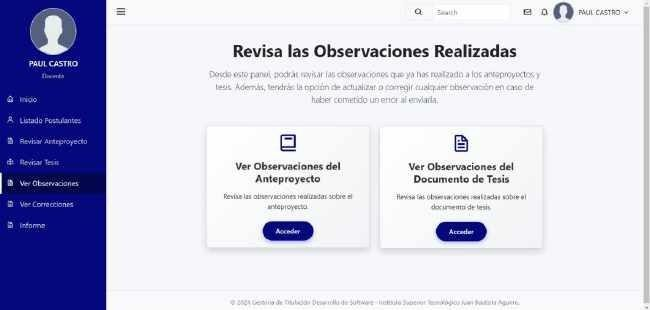 PAUL CASTRO
Docente
Inicio
Listado Postulantes
Revisar Anteproyecto
Revisar Tesis
Ver Observaciones
Ver Correcciones
Informe
Search
PAUL CASTRO
Revisa las Observaciones Realizadas
Desde este panel, podrás revisar las observaciones que ya has realizado a los anteproyectos y
tesis. Además, tendrás la opción de actualizar o corregir cualquier observación en caso de
haber cometido un error al enviarla.
Ver Observaciones del
Anteproyecto
Revisa las observaciones realizadas sobre el
anteproyecto.
Acceder
Ver Observaciones del
Documento de Tesis
Revisa las observaciones realizadas sobre el
documento de tesis.
Acceder
© 2024 Gestoria de Titulación Desarrollo de Software - Instituto Superior Tecnológico Juan Bautista Aguirre.